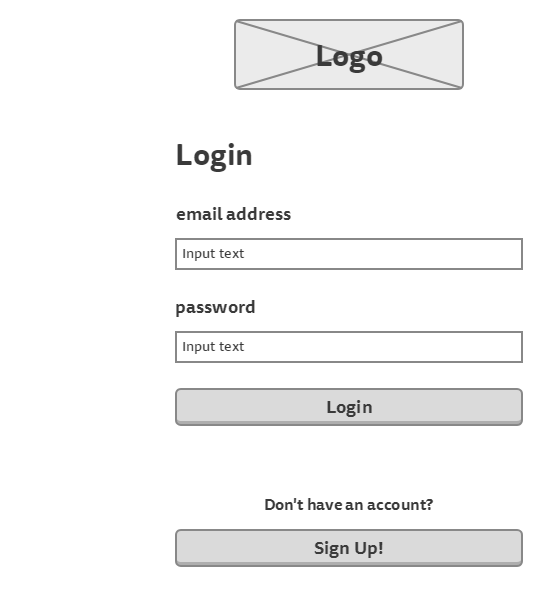 Logo
Login
email address
Input text
password
Input text
Login
Don't have an account?
Sign Up!